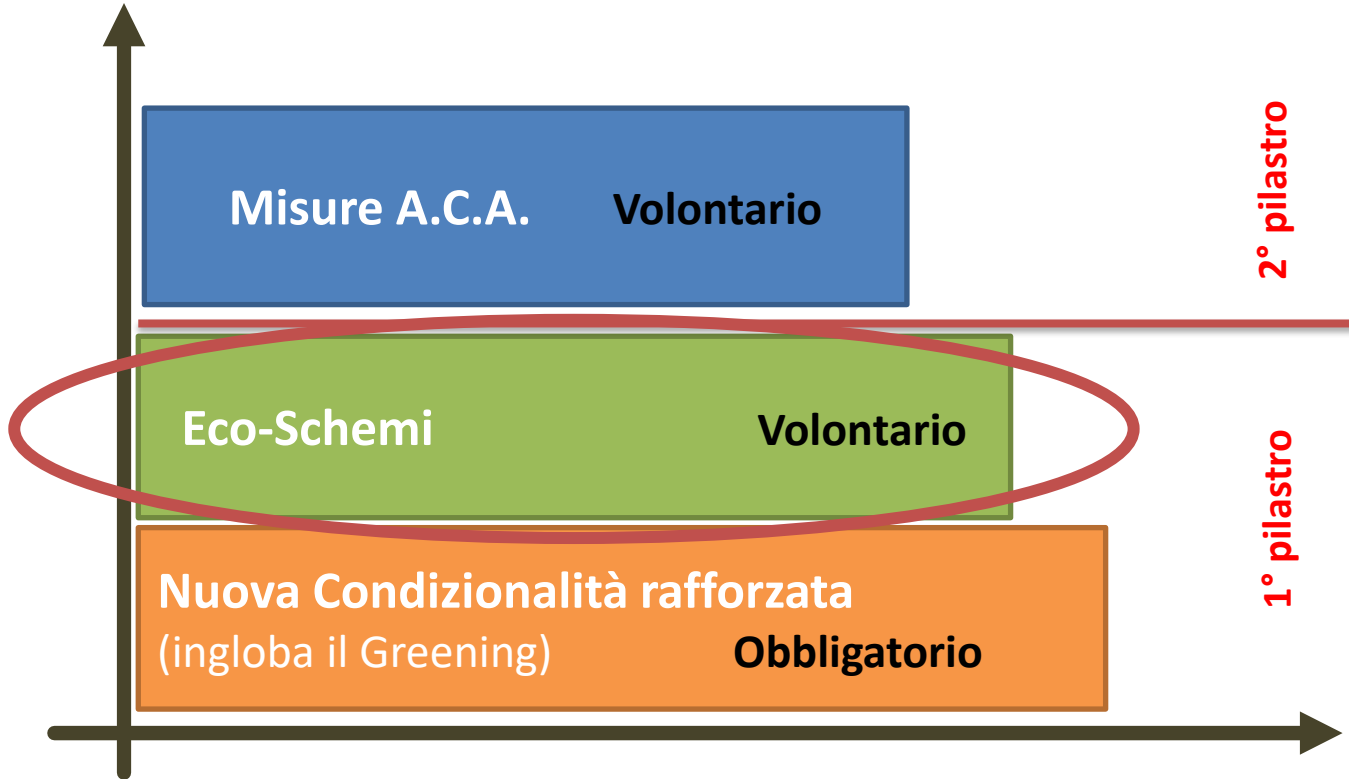 Misure A.C.A. Volontario
2° pilastro
Eco-Schemi Volontario
1° pilastro
Nuova Condizionalità rafforzata
(ingloba il Greening) Obbligatorio